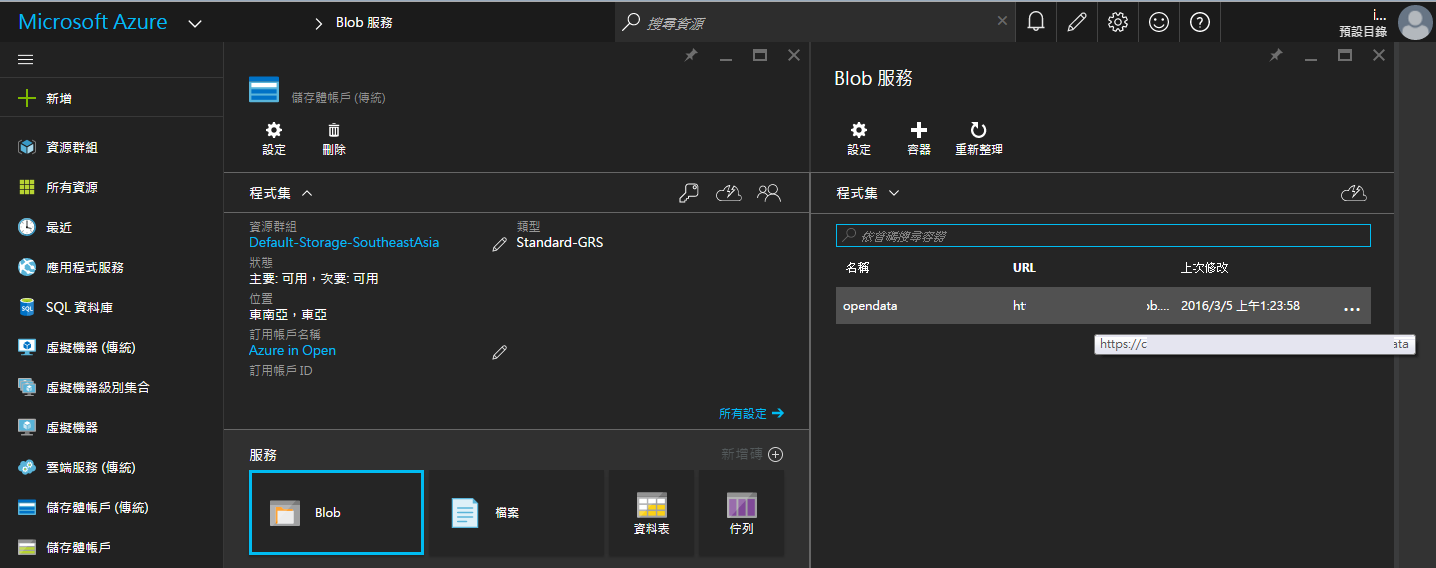 Microsoft Azure
Blob 服務
搜尋資源
i...
預設目錄
新增
資源群組
所有資源
最近
應用程式服務
SQL 資料庫
虛擬機器 (傳統)
虛擬機器級別集合
虛擬機器
雲端服務 (傳統)
儲存體帳戶 (傳統)
儲存體帳戶
儲存體帳戶 (傳統)
設定
刪除
程式集
資源群組
Default-Storage-SoutheastAsia
狀態
主要: 可用，次要: 可用
位置
東南亞，東亞
訂用帳戶名稱
Azure in Open
訂用帳戶 ID
類型
Standard-GRS
所有設定
服務
新增磚
Blob
檔案
資料表
佇列
Blob 服務
設定
容器
重新整理
程式集
依首碼搜尋容器
名稱 URL 上次修改
opendata ht ob.... 2016/3/5 上午1:23:58 ...
https://c ata